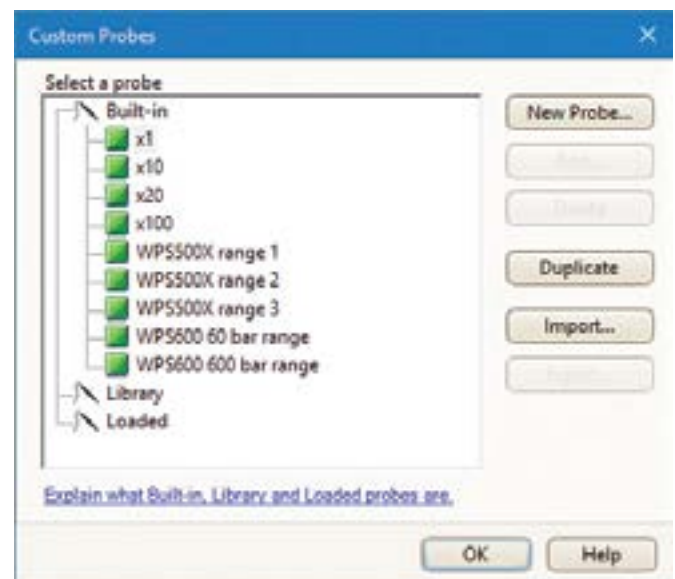 Custom Probes
Select a probe
Built-in
x1
x10
x20
x100
WPS500X range 1
WPS500X range 2
WPS500X range 3
WPS600 60 bar range
WPS600 600 bar range
Library
Loaded
New Probe...
Duplicate
Import...
Explain what Built-in, Library and Loaded probes are.
OK
Help